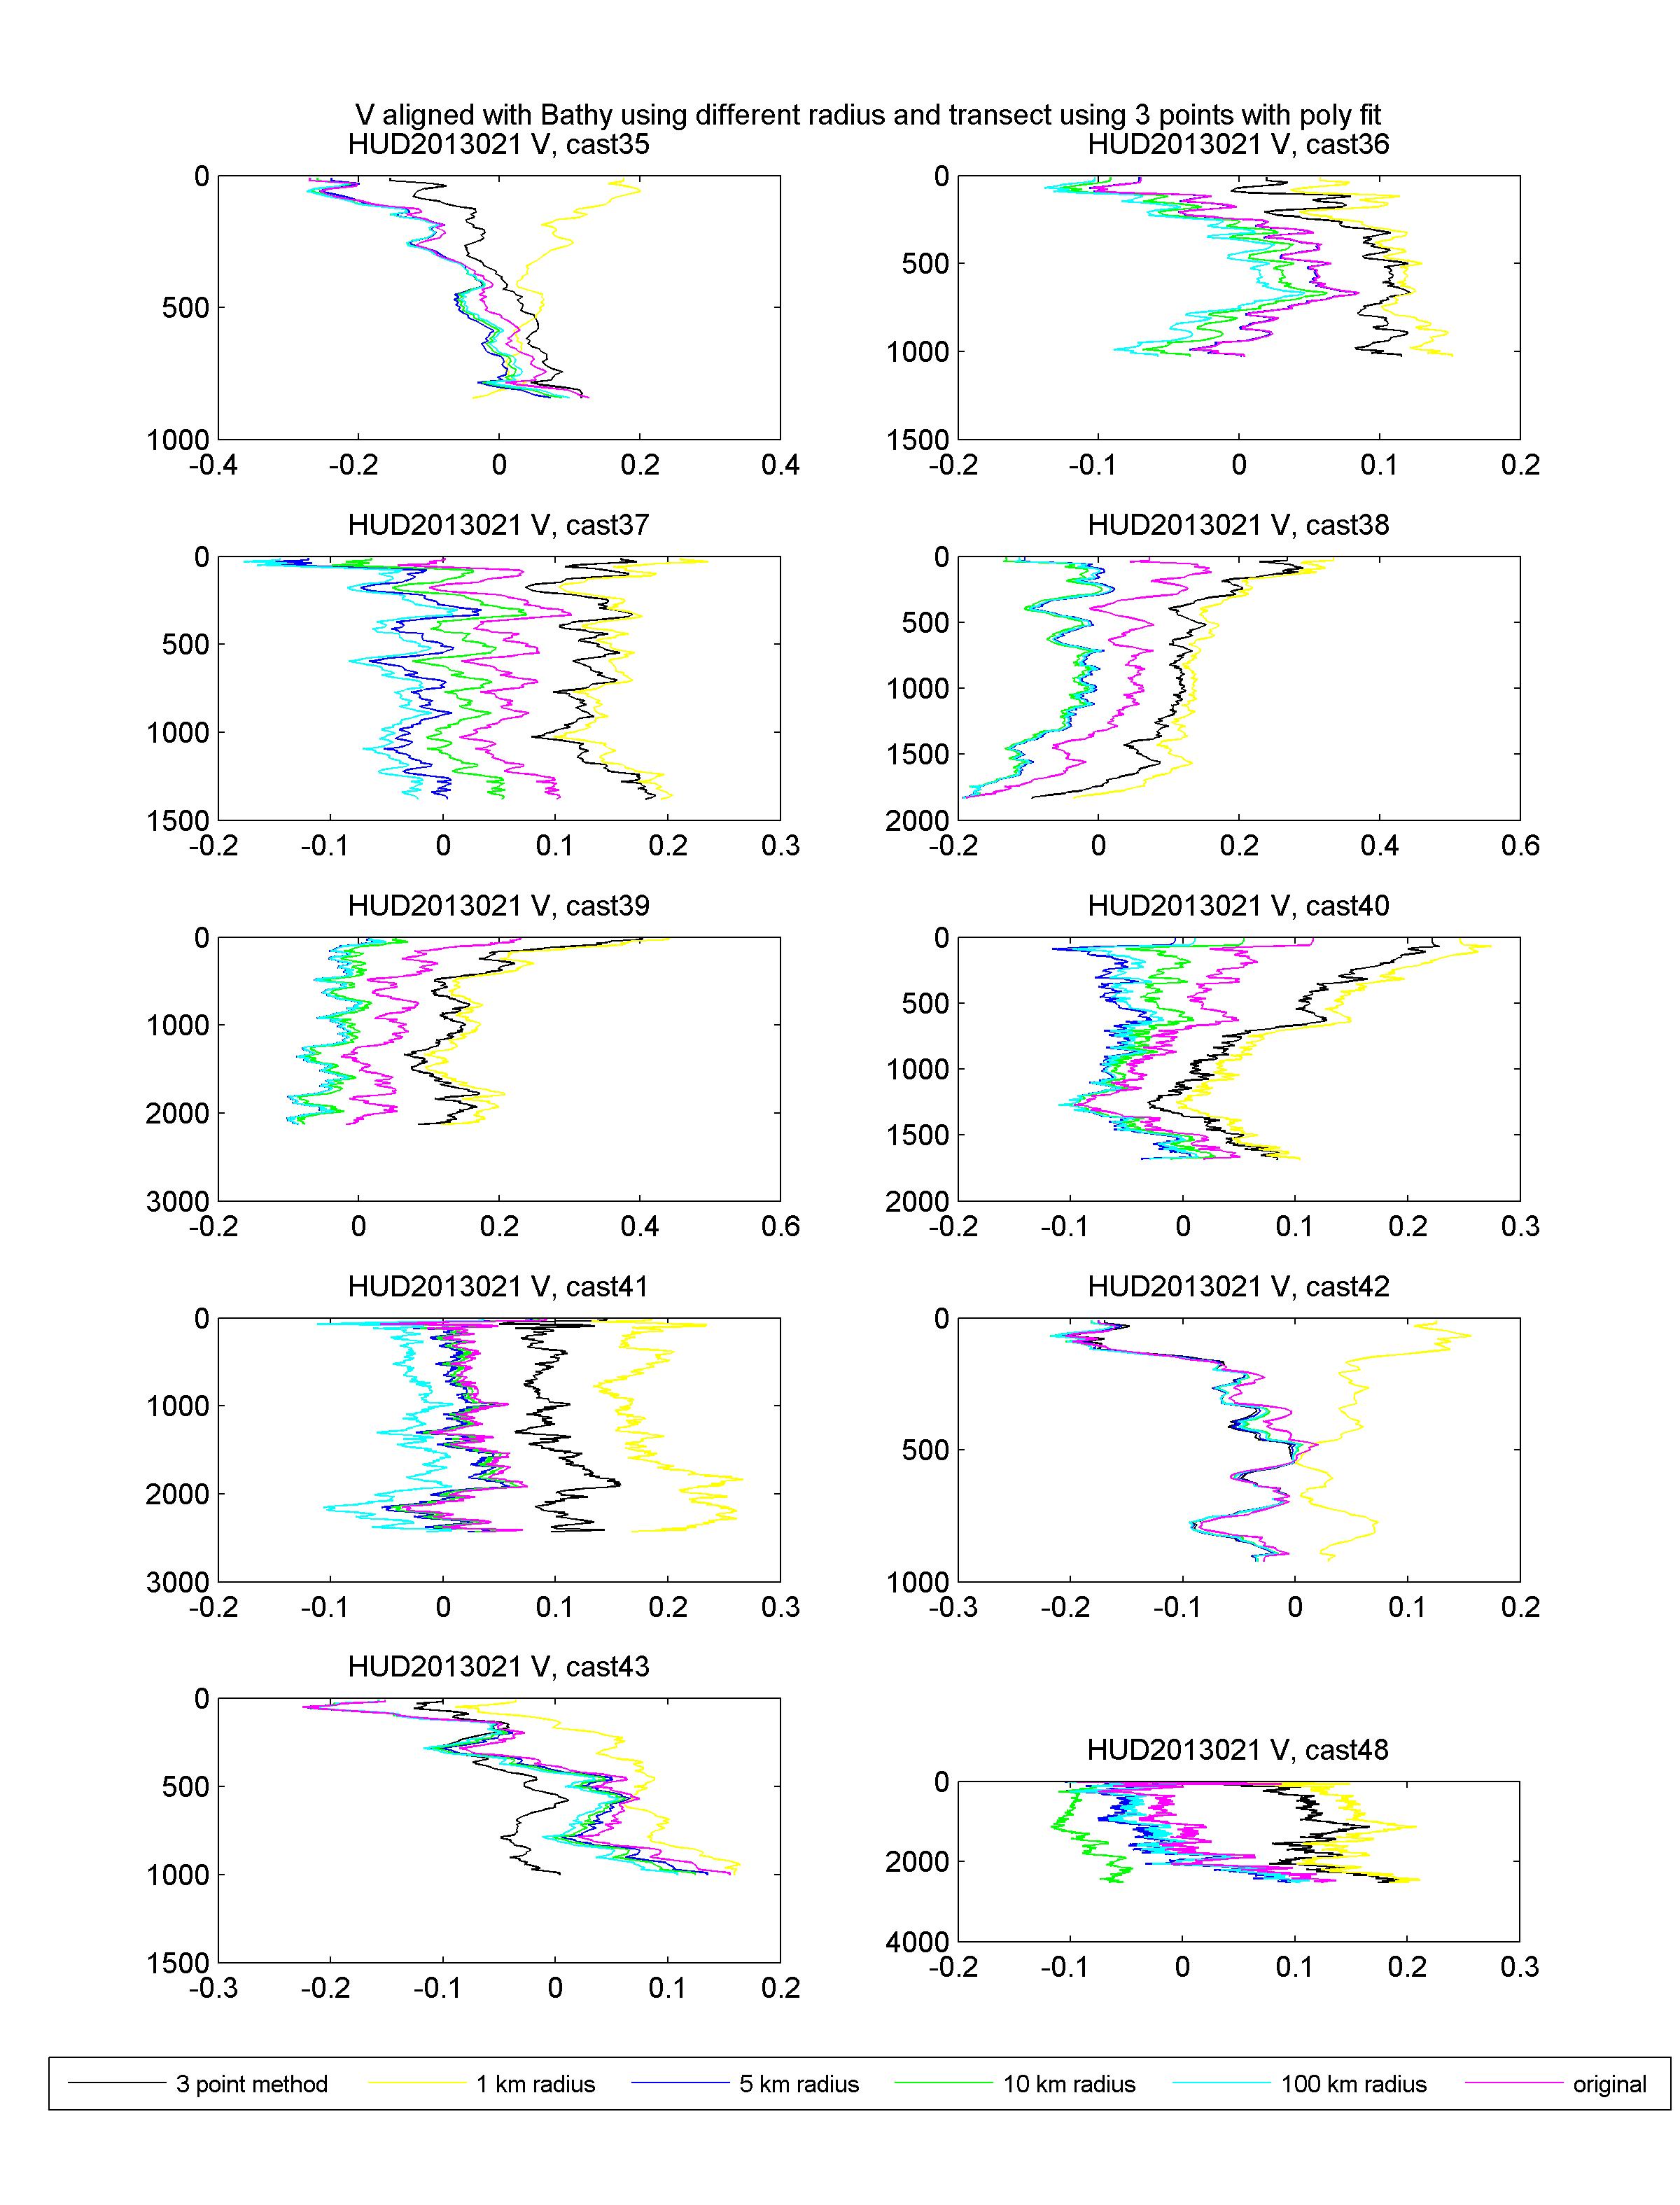 V aligned with Bathy using different radius and transect using 3 points with poly fit
HUD2013021 V, cast35
0
500
1000
-0.4 -0.2 0 0.2 0.4
HUD2013021 V, cast36
0
500
1000
1500
-0.2 -0.1 0 0.1 0.2
HUD2013021 V, cast37
0
500
1000
1500
-0.2 -0.1 0 0.1 0.2 0.3
HUD2013021 V, cast38
0
500
1000
1500
2000
-0.2 0 0.2 0.4 0.6
HUD2013021 V, cast39
0
1000
2000
3000
-0.2 0 0.2 0.4 0.6
HUD2013021 V, cast40
0
500
1000
1500
2000
-0.2 -0.1 0 0.1 0.2 0.3
HUD2013021 V, cast41
0
1000
2000
3000
-0.2 -0.1 0 0.1 0.2 0.3
HUD2013021 V, cast42
0
500
1000
-0.3 -0.2 -0.1 0 0.1 0.2
HUD2013021 V, cast43
0
500
1000
1500
-0.3 -0.2 -0.1 0 0.1 0.2
HUD2013021 V, cast48
0
2000
4000
-0.2 -0.1 0 0.1 0.2 0.3
3 point method 1 km radius 5 km radius 10 km radius 100 km radius original